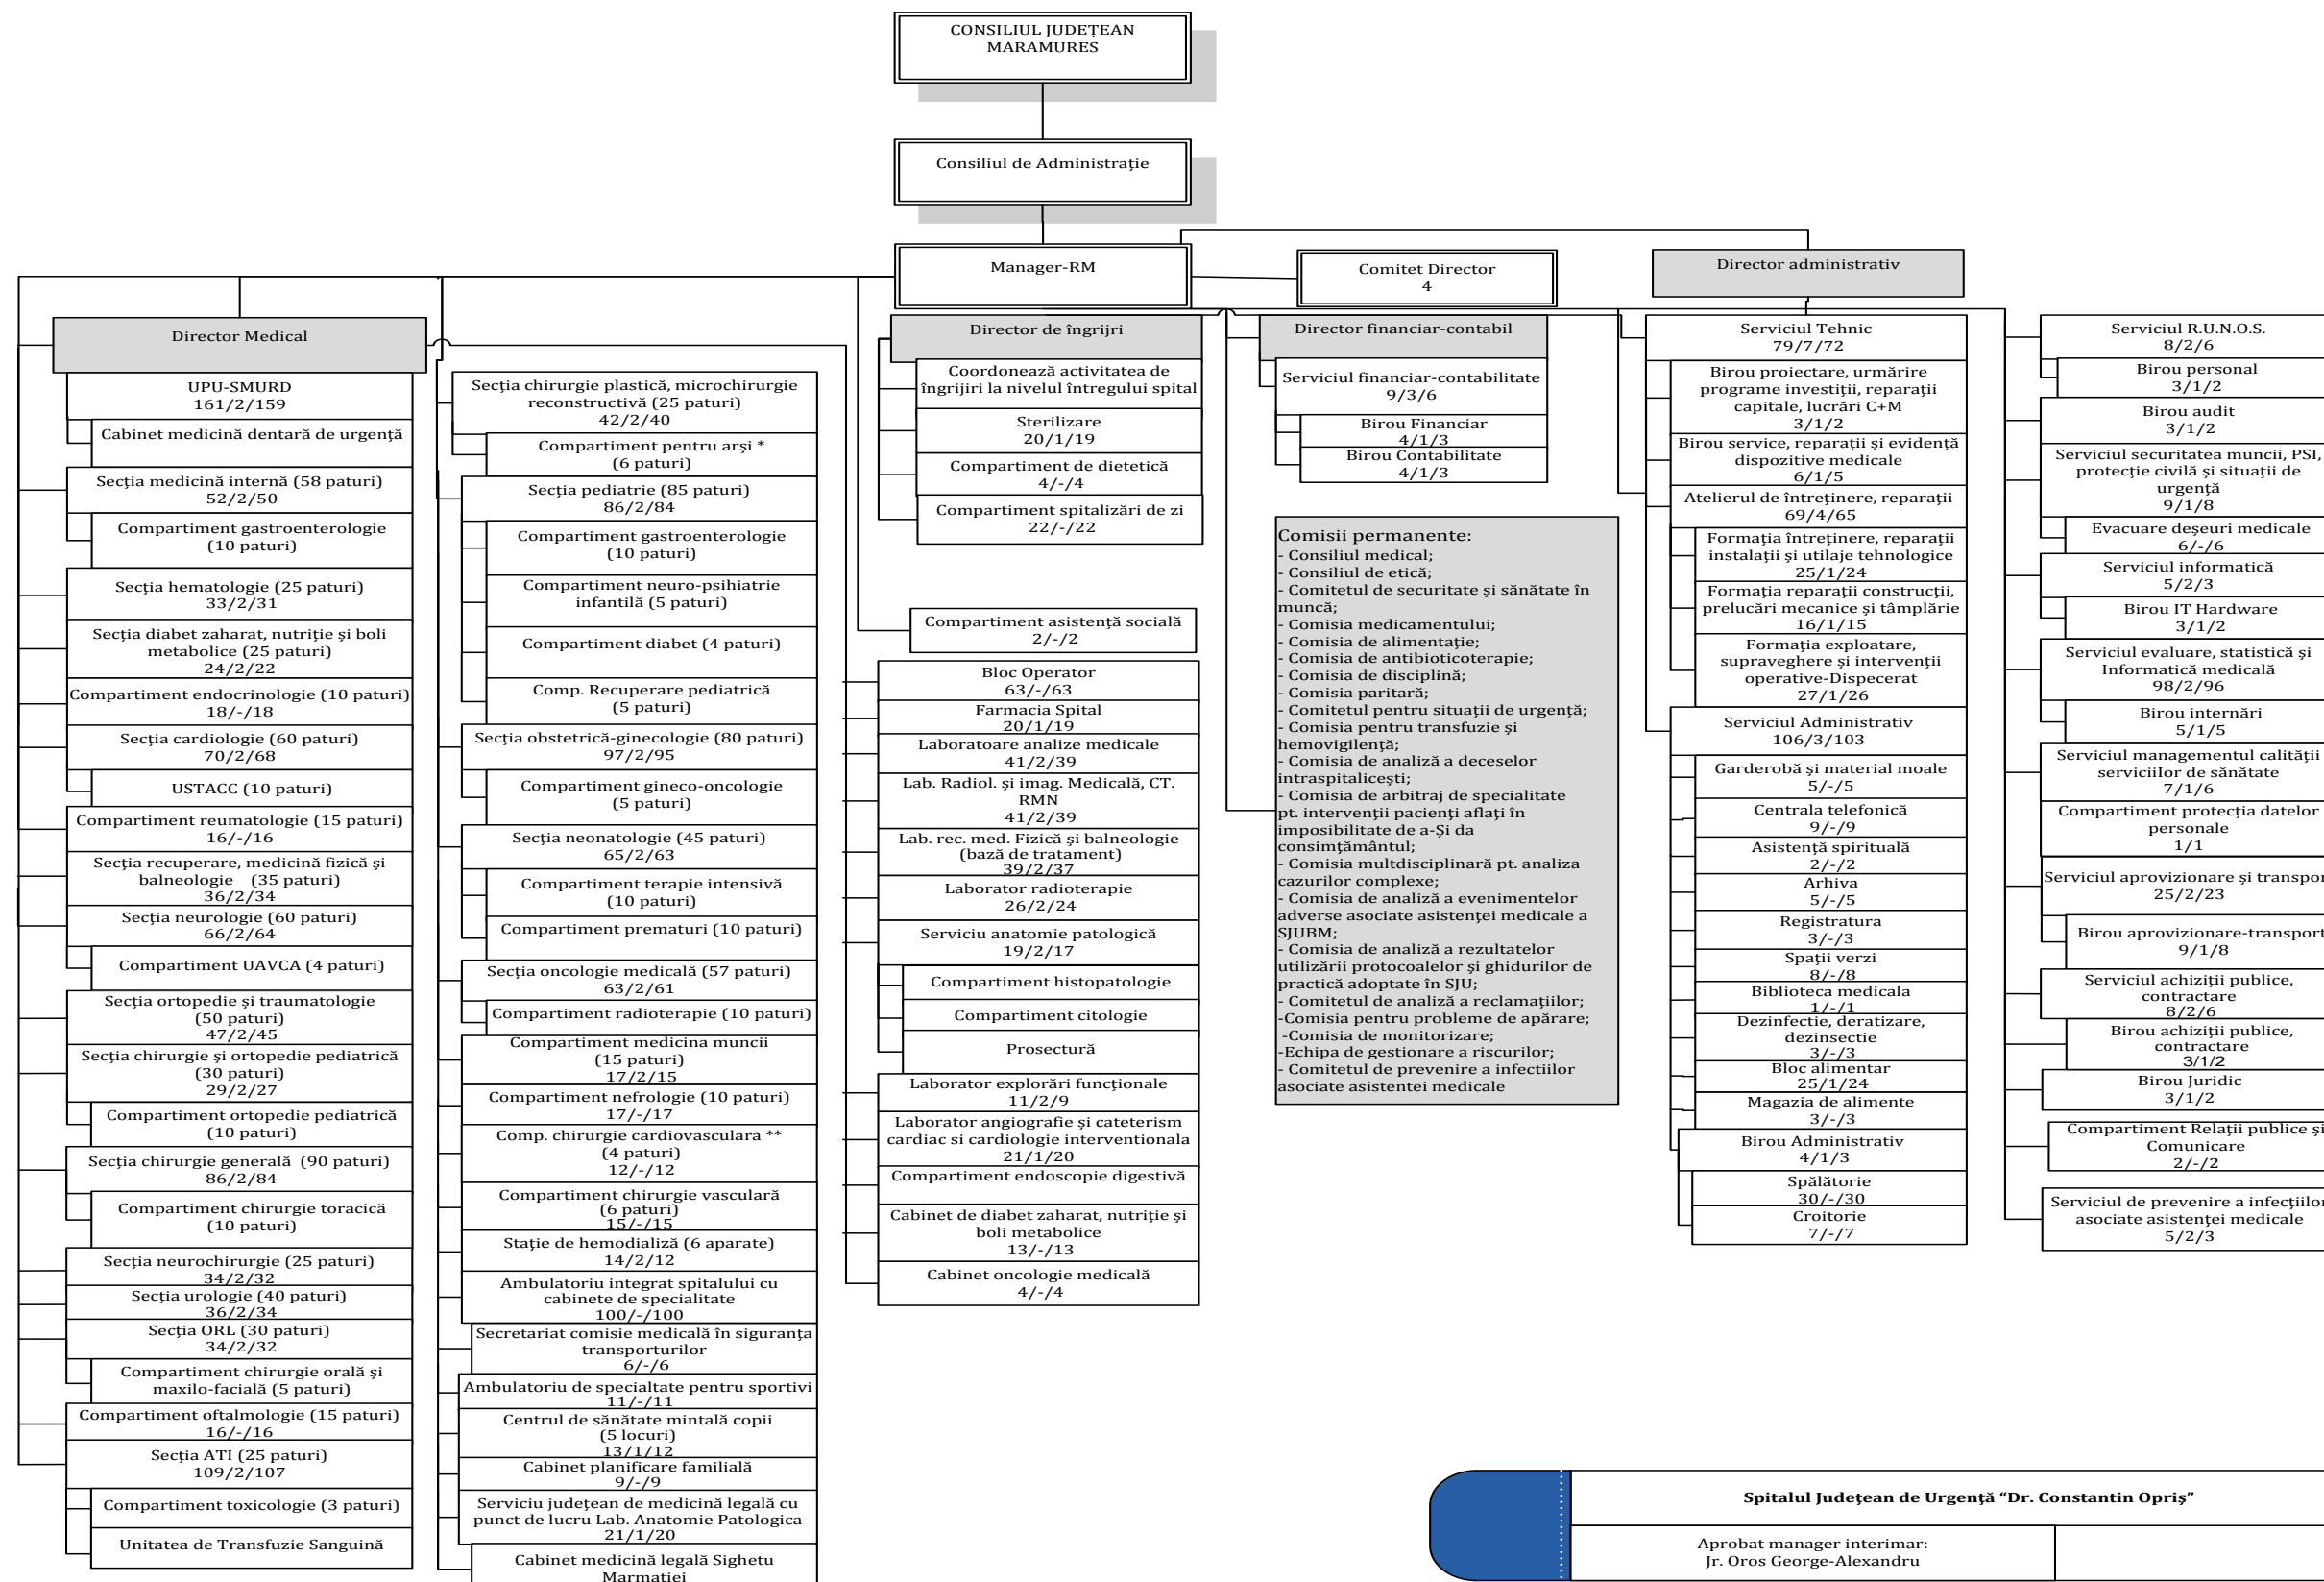 CONSILIUL JUDEŢEAN
MARAMURES
Consiliul de Administraţie
Manager-RM
Comitet Director
4
Director administrativ
Director Medical
UPU-SMURD
161/2/159
Cabinet medicină dentară de urgenţă
Secţia medicină internă (58 paturi)
52/2/50
Compartiment gastroenterologie
(10 paturi)
Secţia hematologie (25 paturi)
33/2/31
Secţia diabet zaharat, nutriţie şi boli
metabolice (25 paturi)
24/2/22
Compartiment endocrinologie (10 paturi)
18/-/18
Secţia cardiologie (60 paturi)
70/2/68
USTACC (10 paturi)
Compartiment reumatologie (15 paturi)
16/-/16
Secţia recuperare, medicină fizică şi
balneologie (35 paturi)
36/2/34
Secţia neurologie (60 paturi)
66/2/64
Compartiment UAVCA (4 paturi)
Secţia ortopedie şi traumatologie
(50 paturi)
47/2/45
Secţia chirurgie şi ortopedie pediatrică
(30 paturi)
29/2/27
Compartiment ortopedie pediatrică
(10 paturi)
Secţia chirurgie generală (90 paturi)
86/2/84
Compartiment chirurgie toracică
(10 paturi)
Secţia neurochirurgie (25 paturi)
34/2/32
Secţia urologie (40 paturi)
36/2/34
Secţia ORL (30 paturi)
34/2/32
Compartiment chirurgie orală şi
maxilo-facială (5 paturi)
Compartiment oftalmologie (15 paturi)
16/-/16
Secţia ATI (25 paturi)
109/2/107
Compartiment toxicologie (3 paturi)
Unitatea de Transfuzie Sanguină
Secţia chirurgie plastică, microchirurgie
reconstructivă (25 paturi)
42/2/40
Compartiment pentru arşi *
(6 paturi)
Secţia pediatrie (85 paturi)
86/2/84
Compartiment gastroenterologie
(10 paturi)
Compartiment neuro-psihiatrie
infantilă (5 paturi)
Compartiment diabet (4 paturi)
Comp. Recuperare pediatrică
(5 paturi)
Secţia obstetrică-ginecologie (80 paturi)
97/2/95
Compartiment gineco-oncologie
(5 paturi)
Secţia neonatologie (45 paturi)
65/2/63
Compartiment terapie intensivă
(10 paturi)
Compartiment prematuri (10 paturi)
Secţia oncologie medicală (57 paturi)
63/2/61
Compartiment radioterapie (10 paturi)
Compartiment medicina muncii
(15 paturi)
17/2/15
Compartiment nefrologie (10 paturi)
17/-/17
Comp. chirurgie cardiovasculara **
(4 paturi)
12/-/12
Compartiment chirurgie vasculară
(6 paturi)
15/-/15
Staţie de hemodializă (6 aparate)
14/2/12
Ambulatoriu integrat spitalului cu
cabinete de specialitate
100/-/100
Secretariat comisie medicală în siguranţa
transporturilor
6/-/6
Ambulatoriu de specialtate pentru sportivi
11/-/11
Centrul de sănătate mintală copii
(5 locuri)
13/1/12
Cabinet planificare familială
9/-/9
Serviciu judeţean de medicină legală cu
punct de lucru Lab. Anatomie Patologica
21/1/20
Cabinet medicină legală Sighetu
Marmatiei
Director de îngrijri
Coordonează activitatea de
îngrijiri la nivelul întregului spital
Sterilizare
20/1/19
Compartiment de dietetică
4/-/4
Compartiment spitalizări de zi
22/-/22
Compartiment asistenţă socială
2/-/2
Bloc Operator
63/-/63
Farmacia Spital
20/1/19
Laboratoare analize medicale
41/2/39
Lab. Radiol. şi imag. Medicală, CT.
RMN
41/2/39
Lab. rec. med. Fizică şi balneologie
(bază de tratament)
39/2/37
Laborator radioterapie
26/2/24
Serviciu anatomie patologică
19/2/17
Compartiment histopatologie
Compartiment citologie
Prosectură
Laborator explorări funcţionale
11/2/9
Laborator angiografie şi cateterism
cardiac si cardiologie interventionala
21/1/20
Compartiment endoscopie digestivă
Cabinet de diabet zaharat, nutriţie şi
boli metabolice
13/-/13
Cabinet oncologie medicală
4/-/4
Director financiar-contabil
Serviciul financiar-contabilitate
9/3/6
Birou Financiar
4/1/3
Birou Contabilitate
4/1/3
Comisii permanente:
- Consiliul medical;
- Consiliul de etică;
- Comitetul de securitate şi sănătate în
muncă;
- Comisia medicamentului;
- Comisia de alimentaţie;
- Comisia de antibioticoterapie;
- Comisia de disciplină;
- Comisia paritară;
- Comitetul pentru situaţii de urgenţă;
- Comisia pentru transfuzie şi
hemovigilenţă;
- Comisia de analiză a deceselor
intraspitaliceşti;
- Comisia de arbitraj de specialitate
pt. intervenţii pacienţi aflaţi în
imposibilitate de a-Şi da
consimţământul;
- Comisia multdisciplinară pt. analiza
cazurilor complexe;
- Comisia de analiză a evenimentelor
adverse asociate asistenţei medicale a
SJUBM;
- Comisia de analiză a rezultatelor
utilizării protocoalelor şi ghidurilor de
practică adoptate în SJU;
- Comitetul de analiză a reclamaţiilor;
-Comisia pentru probleme de apărare;
-Comisia de monitorizare;
-Echipa de gestionare a riscurilor;
- Comitetul de prevenire a infectiilor
asociate asistentei medicale
Serviciul Tehnic
79/7/72
Birou proiectare, urmărire
programe investiţii, reparaţii
capitale, lucrări C+M
3/1/2
Birou service, reparaţii şi evidenţă
dispozitive medicale
6/1/5
Atelierul de întreţinere, reparaţii
69/4/65
Formaţia întreţinere, reparaţii
instalaţii şi utilaje tehnologice
25/1/24
Formaţia reparaţii construcţii,
prelucări mecanice şi tâmplărie
16/1/15
Formaţia exploatare,
supraveghere şi intervenţii
operative-Dispecerat
27/1/26
Serviciul Administrativ
106/3/103
Garderobă şi material moale
5/-/5
Centrala telefonică
9/-/9
Asistenţă spirituală
2/-/2
Arhiva
5/-/5
Registratura
3/-/3
Spaţii verzi
8/-/8
Biblioteca medicala
1/-/1
Dezinfectie, deratizare,
dezinsectie
3/-/3
Bloc alimentar
25/1/24
Magazia de alimente
3/-/3
Birou Administrativ
4/1/3
Spălătorie
30/-/30
Croitorie
7/-/7
Serviciul R.U.N.O.S.
8/2/6
Birou personal
3/1/2
Birou audit
3/1/2
Serviciul securitatea muncii, PSI,
protecţie civilă şi situaţii de
urgenţă
9/1/8
Evacuare deşeuri medicale
6/-/6
Serviciul informatică
5/2/3
Birou IT Hardware
3/1/2
Serviciul evaluare, statistică şi
Informatică medicală
98/2/96
Birou internări
5/1/5
Serviciul managementul calităţii
serviciilor de sănătate
7/1/6
Compartiment protecţia datelor
personale
1/1
Serviciul aprovizionare şi transpor
25/2/23
Birou aprovizionare-transport
9/1/8
Serviciul achiziţii publice,
contractare
8/2/6
Birou achiziţii publice,
contractare
3/1/2
Birou Juridic
3/1/2
Compartiment Relaţii publice şi
Comunicare
2/-/2
Serviciul de prevenire a infecţiilor
asociate asistenţei medicale
5/2/3
Spitalul Judeţean de Urgenţă “Dr. Constantin Opriş”
Aprobat manager interimar:
Jr. Oros George-Alexandru